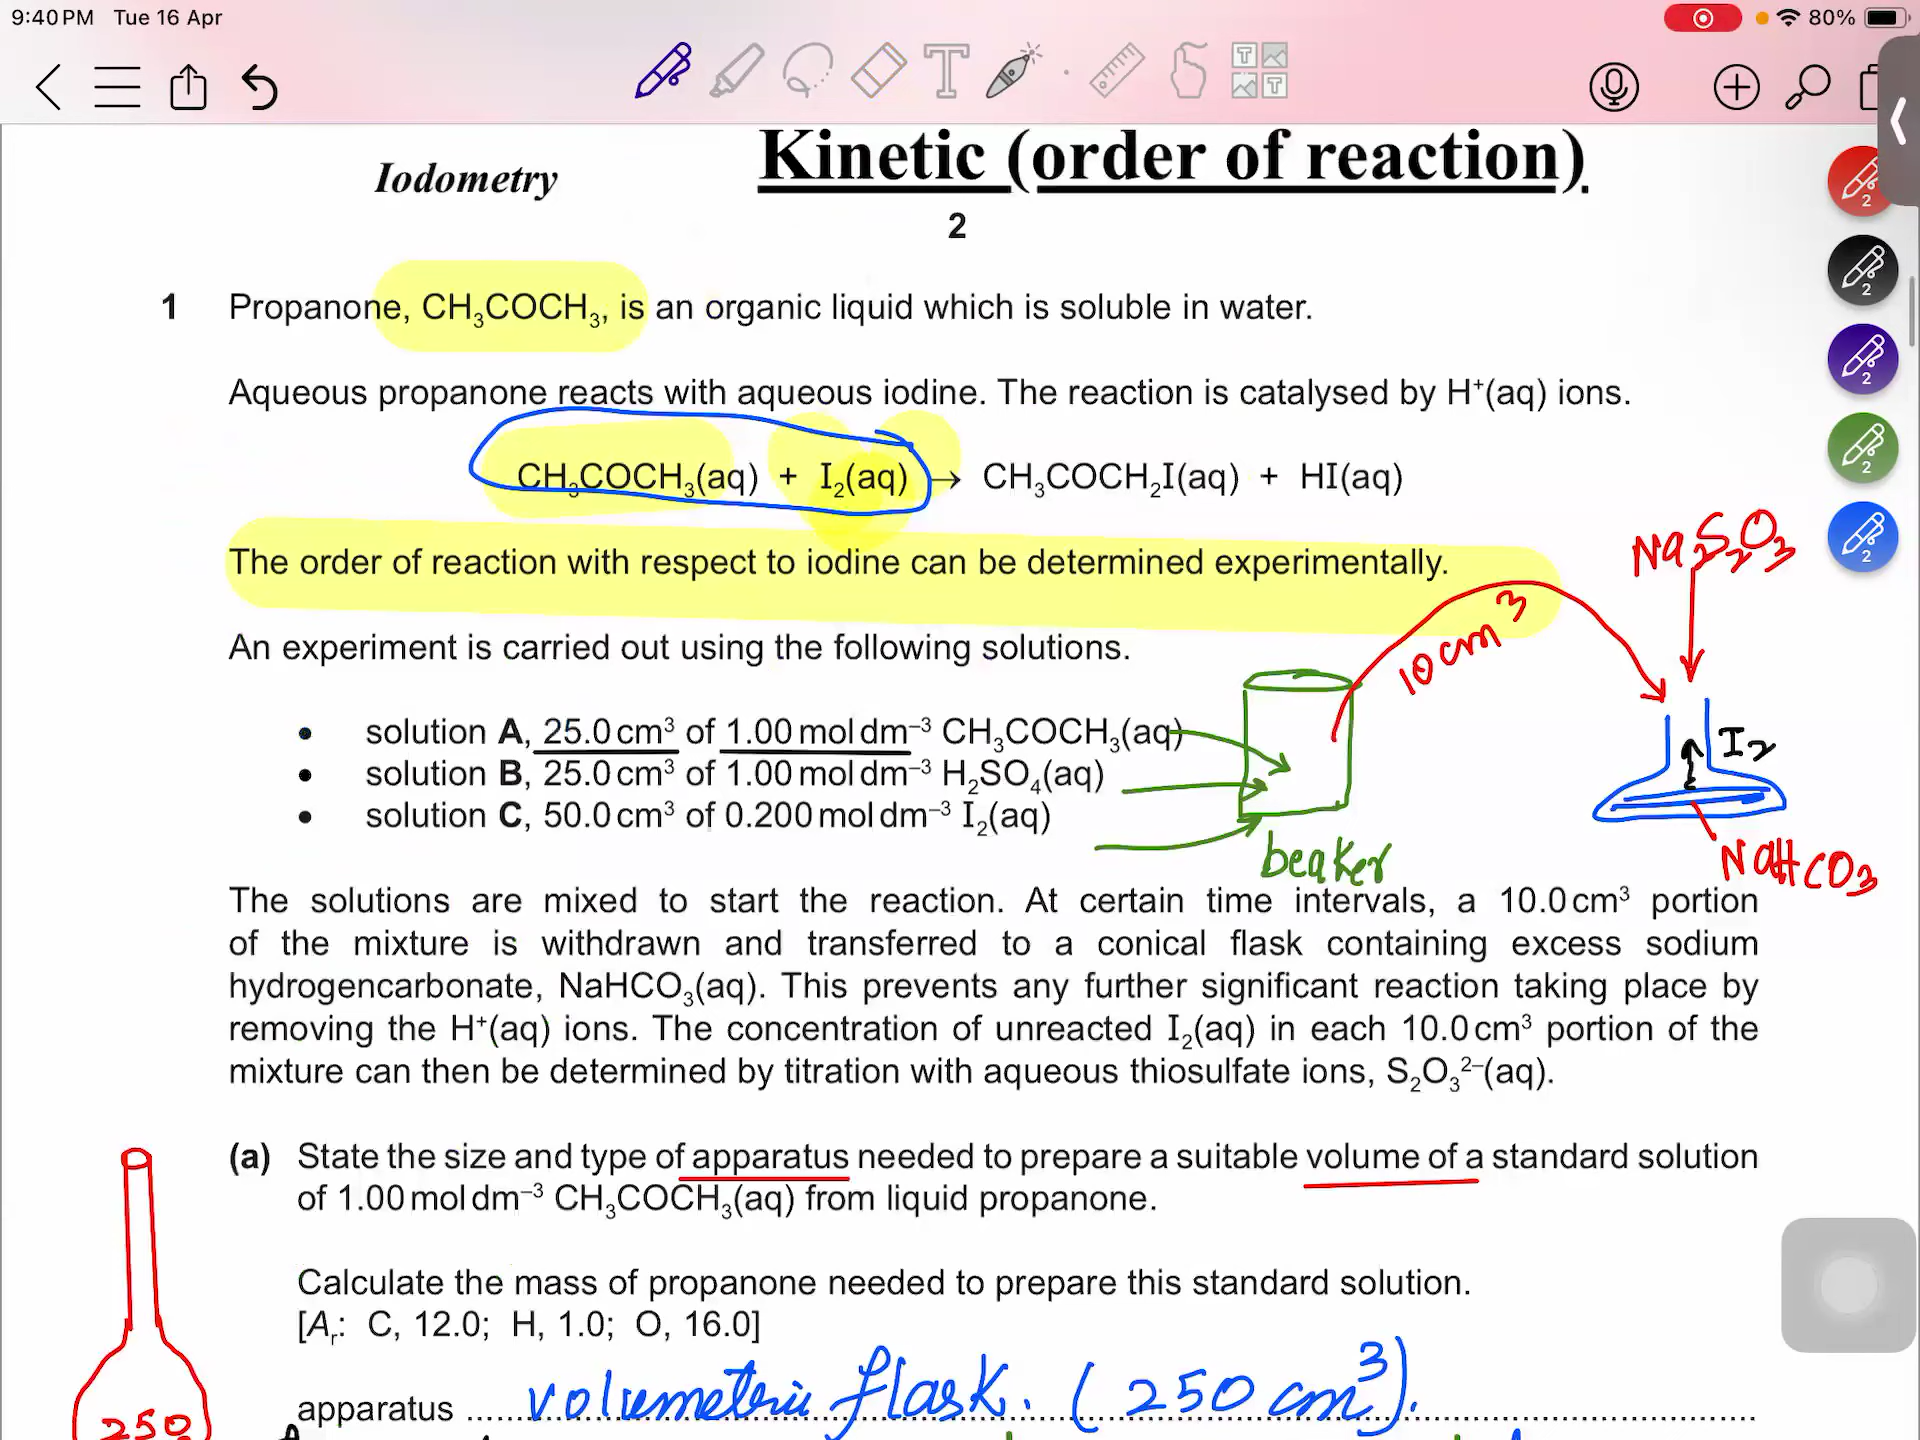 9:40 PM Tue 16 Apr
80%
Iodometry
Kinetic (order of reaction)
2
1 Propanone, CH₃COCH₃, is an organic liquid which is soluble in water.
Aqueous propanone reacts with aqueous iodine. The reaction is catalysed by H⁺(aq) ions.
CH₃COCH₃(aq) + I₂(aq) → CH₃COCH₂I(aq) + HI(aq)
The order of reaction with respect to iodine can be determined experimentally.
Na₂S₂O₃
10 cm³
An experiment is carried out using the following solutions.
• solution A, 25.0 cm³ of 1.00 mol dm⁻³ CH₃COCH₃(aq)
• solution B, 25.0 cm³ of 1.00 mol dm⁻³ H₂SO₄(aq)
• solution C, 50.0 cm³ of 0.200 mol dm⁻³ I₂(aq)
I₂
beaker
NaHCO₃
The solutions are mixed to start the reaction. At certain time intervals, a 10.0 cm³ portion
of the mixture is withdrawn and transferred to a conical flask containing excess sodium
hydrogencarbonate, NaHCO₃(aq). This prevents any further significant reaction taking place by
removing the H⁺(aq) ions. The concentration of unreacted I₂(aq) in each 10.0 cm³ portion of the
mixture can then be determined by titration with aqueous thiosulfate ions, S₂O₃²⁻(aq).
(a) State the size and type of apparatus needed to prepare a suitable volume of a standard solution
of 1.00 mol dm⁻³ CH₃COCH₃(aq) from liquid propanone.
Calculate the mass of propanone needed to prepare this standard solution.
[Aᵣ: C, 12.0; H, 1.0; O, 16.0]
apparatus volumetric flask. (250 cm³).
250